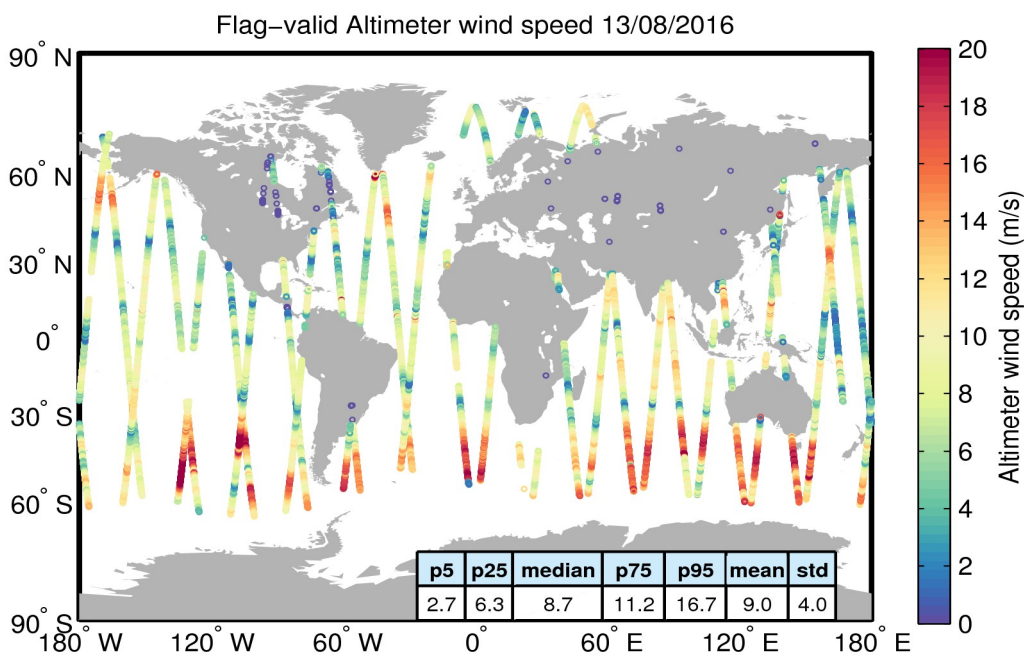 Flag−valid Altimeter wind speed 13/08/2016
90° N
60° N
30° N
0°
30° S
60° S
90° S
180° W
120° W
60° W
0°
60° E
120° E
180° E
p5 p25 median p75 p95 mean std
2.7 6.3 8.7 11.2 16.7 9.0 4.0
20
18
16
14
12
10
8
6
4
2
0
Altimeter wind speed (m/s)